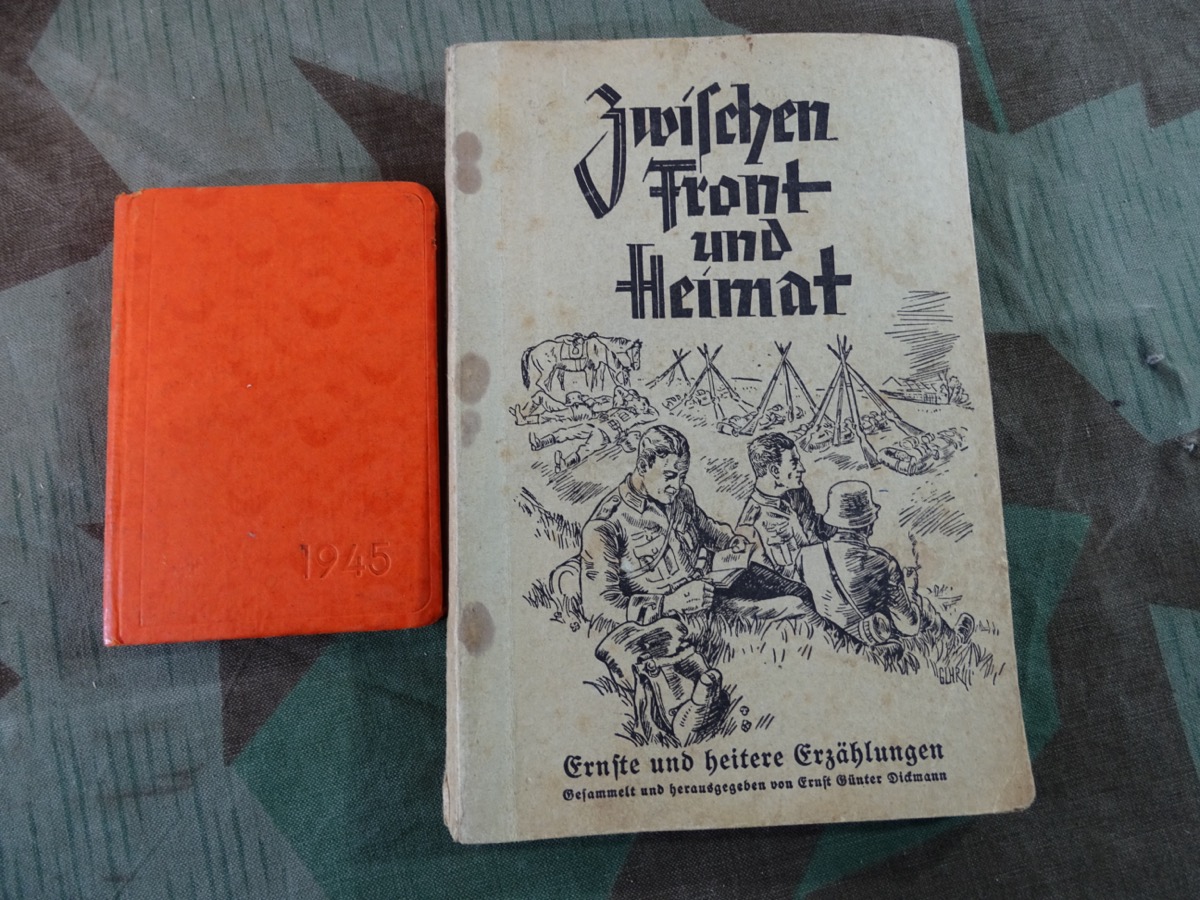 1945
Zwiſchen
Front
und
Heimat
Ernſte und heitere Erzählungen
Geſammelt und herausgegeben von Ernſt Günter Dickmann